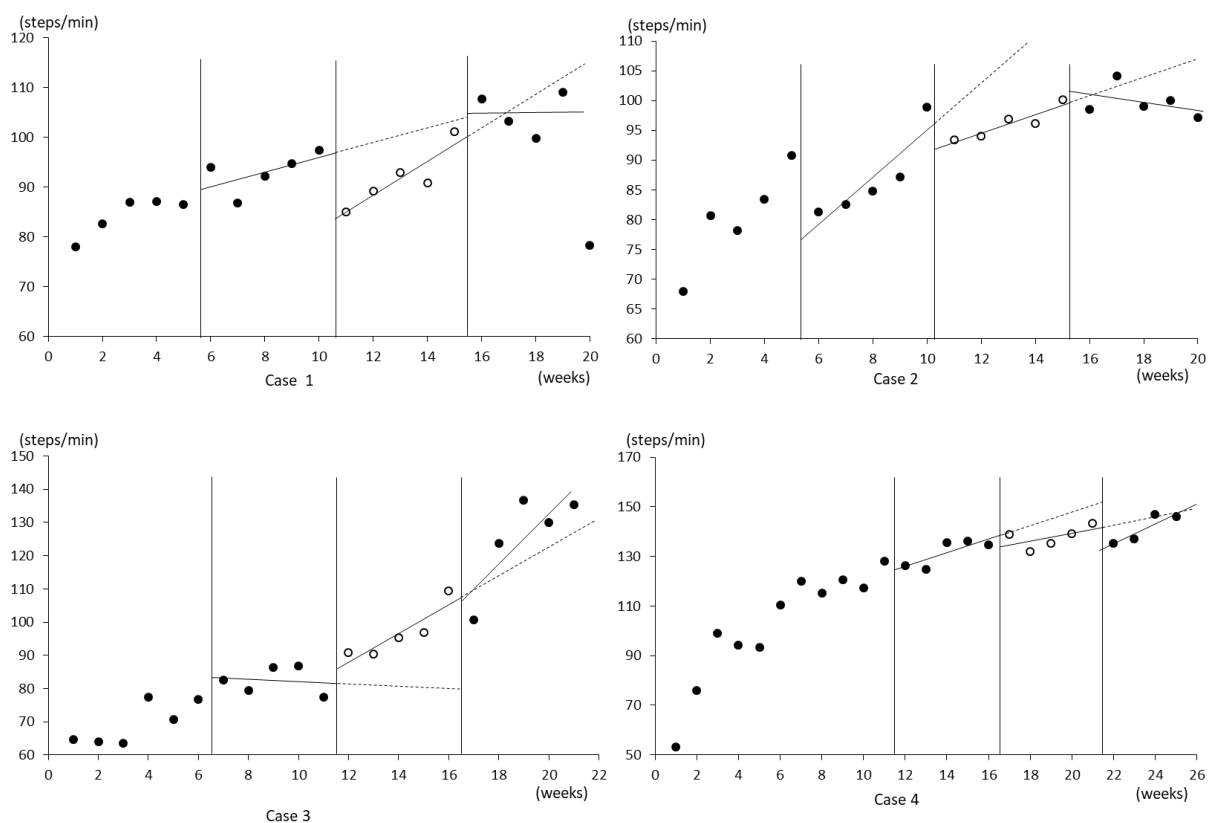 (steps/min)
120
110
100
90
80
70
60
0 2 4 6 8 10 12 14 16 18 20
Case 1
(weeks)
(steps/min)
110
105
100
95
90
85
80
75
70
65
60
0 2 4 6 8 10 12 14 16 18 20
Case 2
(weeks)
(steps/min)
150
140
130
120
110
100
90
80
70
60
0 2 4 6 8 10 12 14 16 18 20 22
(weeks)
Case 3
(steps/min)
170
150
130
110
90
70
50
0 2 4 6 8 10 12 14 16 18 20 22 24 26
Case 4
(weeks)